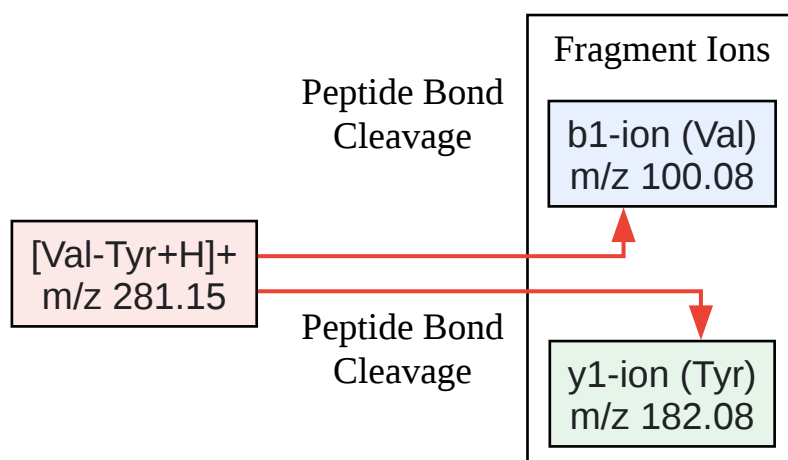 Fragment Ions
Peptide Bond
Cleavage
b1-ion (Val)
m/z 100.08
[Val-Tyr+H]+
m/z 281.15
Peptide Bond
Cleavage
y1-ion (Tyr)
m/z 182.08